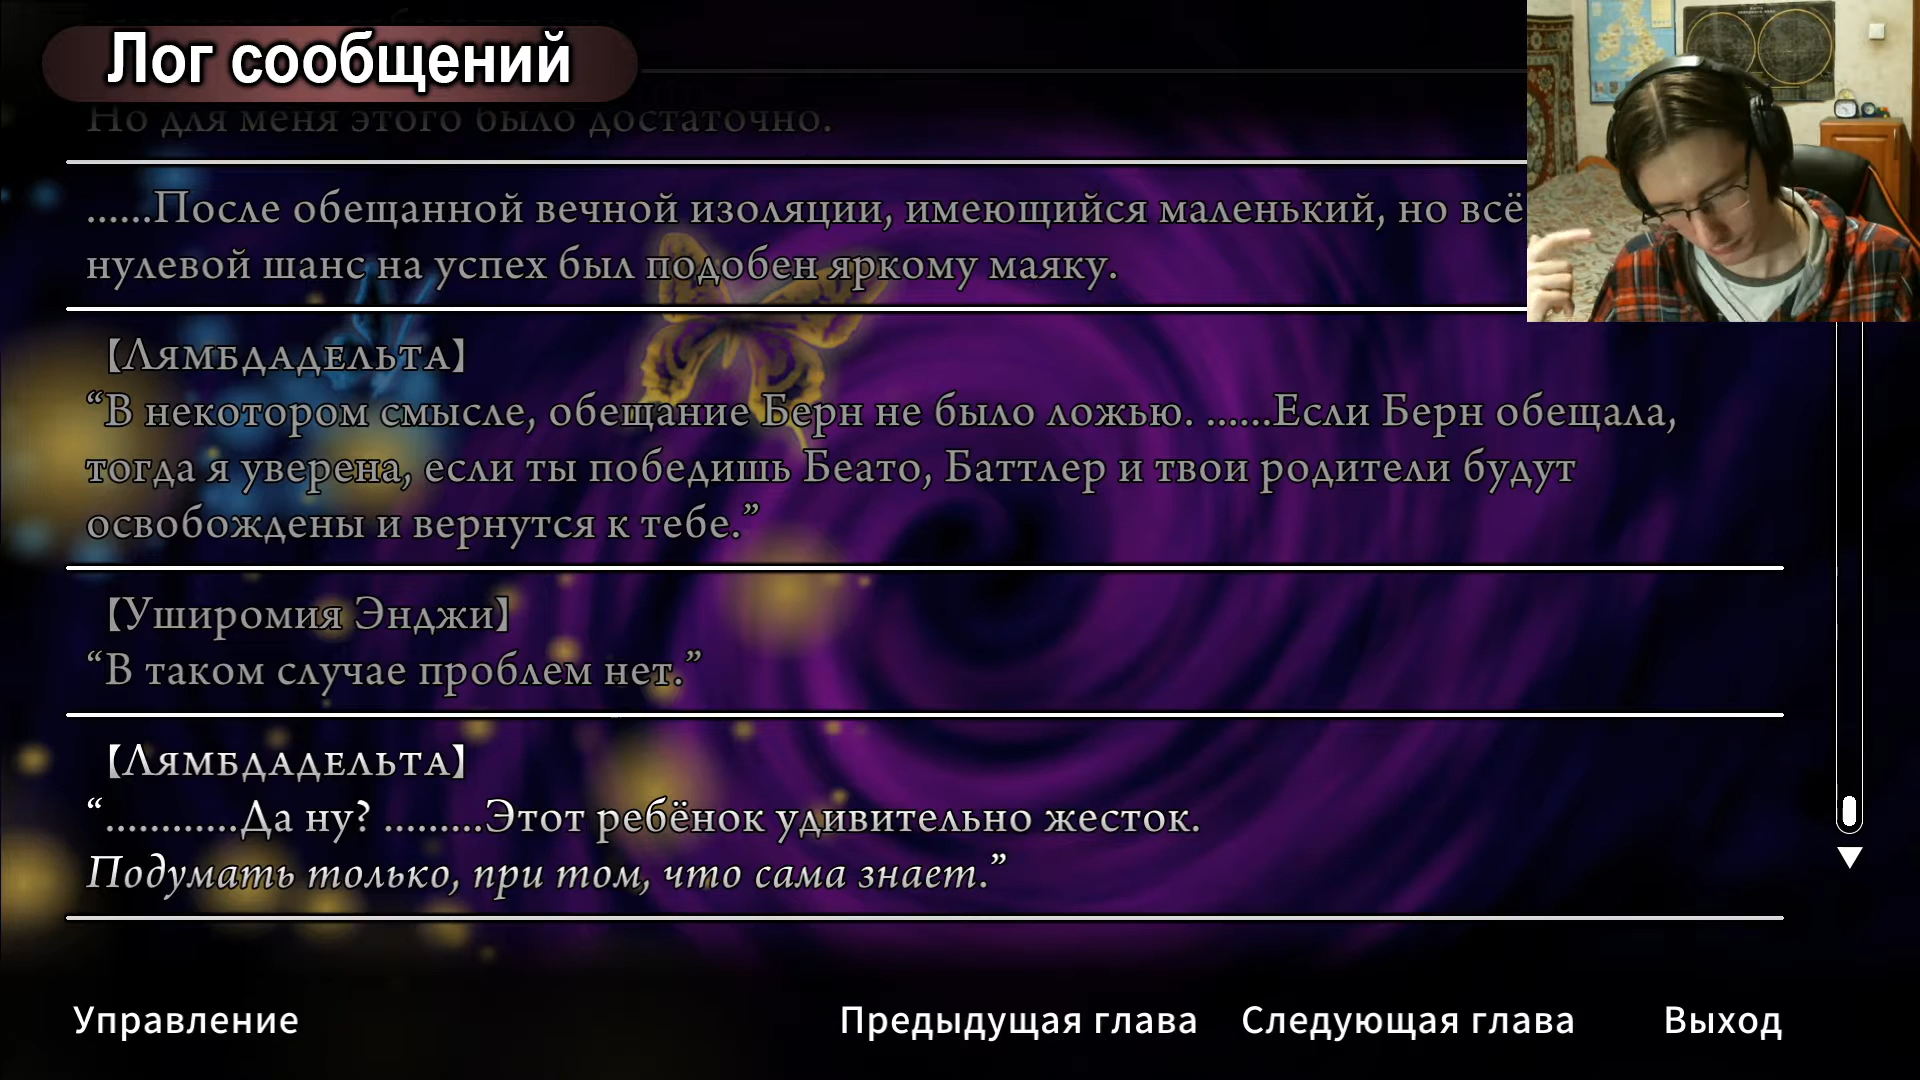 Лог сообщений
Но для меня этого было достаточно.
......После обещанной вечной изоляции, имеющийся маленький, но всё
нулевой шанс на успех был подобен яркому маяку.
【Лямбдадельта】
“В некотором смысле, обещание Берн не было ложью. ......Если Берн обещала,
тогда я уверена, если ты победишь Беато, Баттлер и твои родители будут
освобождены и вернутся к тебе.”
【Уширомия Энджи】
“В таком случае проблем нет.”
【Лямбдадельта】
“............Да ну? .........Этот ребёнок удивительно жесток.
Подумать только, при том, что сама знает.”
Управление
Предыдущая глава
Следующая глава
Выход